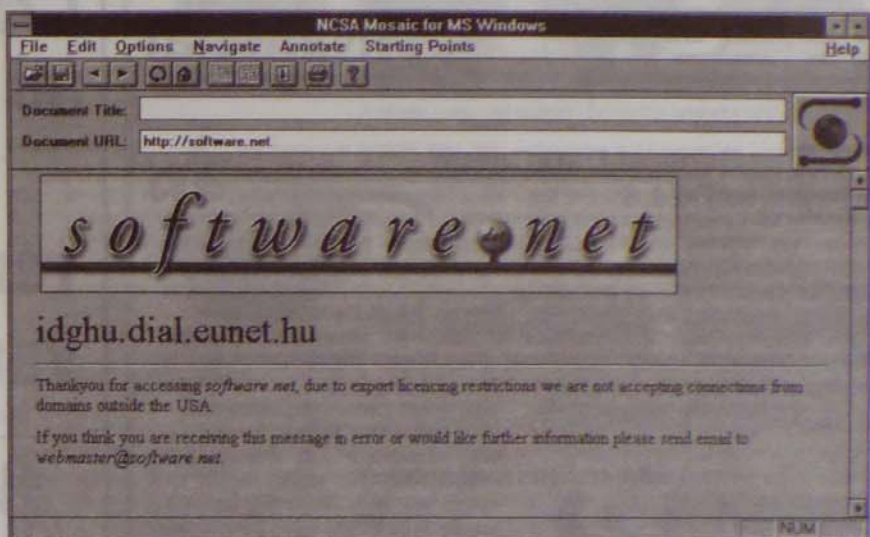 NCSA Mosaic for MS Windows
File Edit Options Navigate Annotate Starting Points Help
Document Title:
Document URL: http://software.net
software net
idghu.dial.eunet.hu
Thankyou for accessing software.net, due to export licencing restrictions we are not accepting connections from
domains outside the USA.
If you think you are receiving this message in error or would like further information please send email to
webmaster@software.net.
NUM